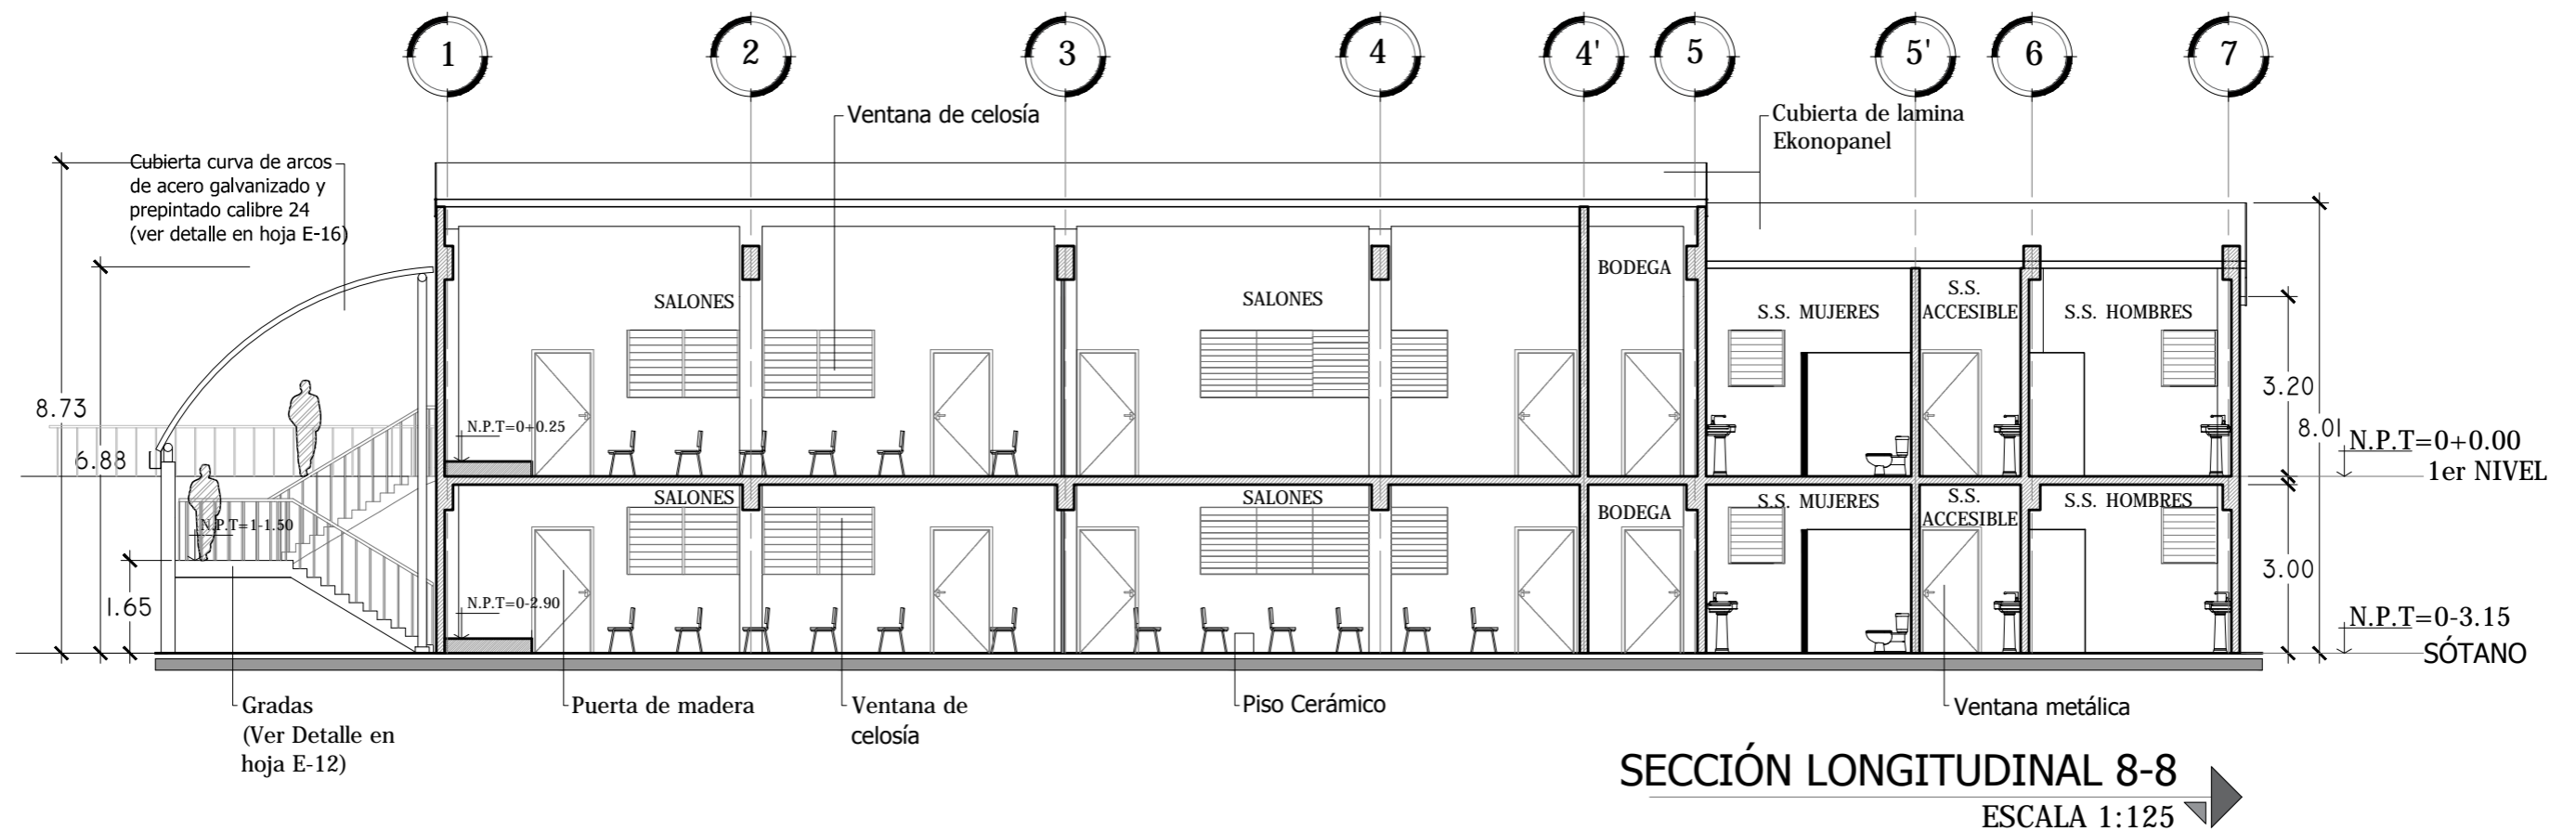 1
2
3
4
4'
5
5'
6
7
Ventana de celosía
Cubierta de lamina
Ekonopanel
Cubierta curva de arcos
de acero galvanizado y
prepintado calibre 24
(ver detalle en hoja E-16)
BODEGA
SALONES
SALONES
S.S. MUJERES
S.S.
ACCESIBLE
S.S. HOMBRES
8.73
6.88
3.20
8.01
N.P.T=0+0.25
N.P.T=0+0.00
1er NIVEL
SALONES
SALONES
BODEGA
S.S. MUJERES
S.S.
ACCESIBLE
S.S. HOMBRES
N.P.T=1-1.50
1.65
N.P.T=0-2.90
3.00
N.P.T=0-3.15
SÓTANO
Gradas
(Ver Detalle en
hoja E-12)
Puerta de madera
Ventana de
celosía
Piso Cerámico
Ventana metálica
SECCIÓN LONGITUDINAL 8-8
ESCALA 1:125